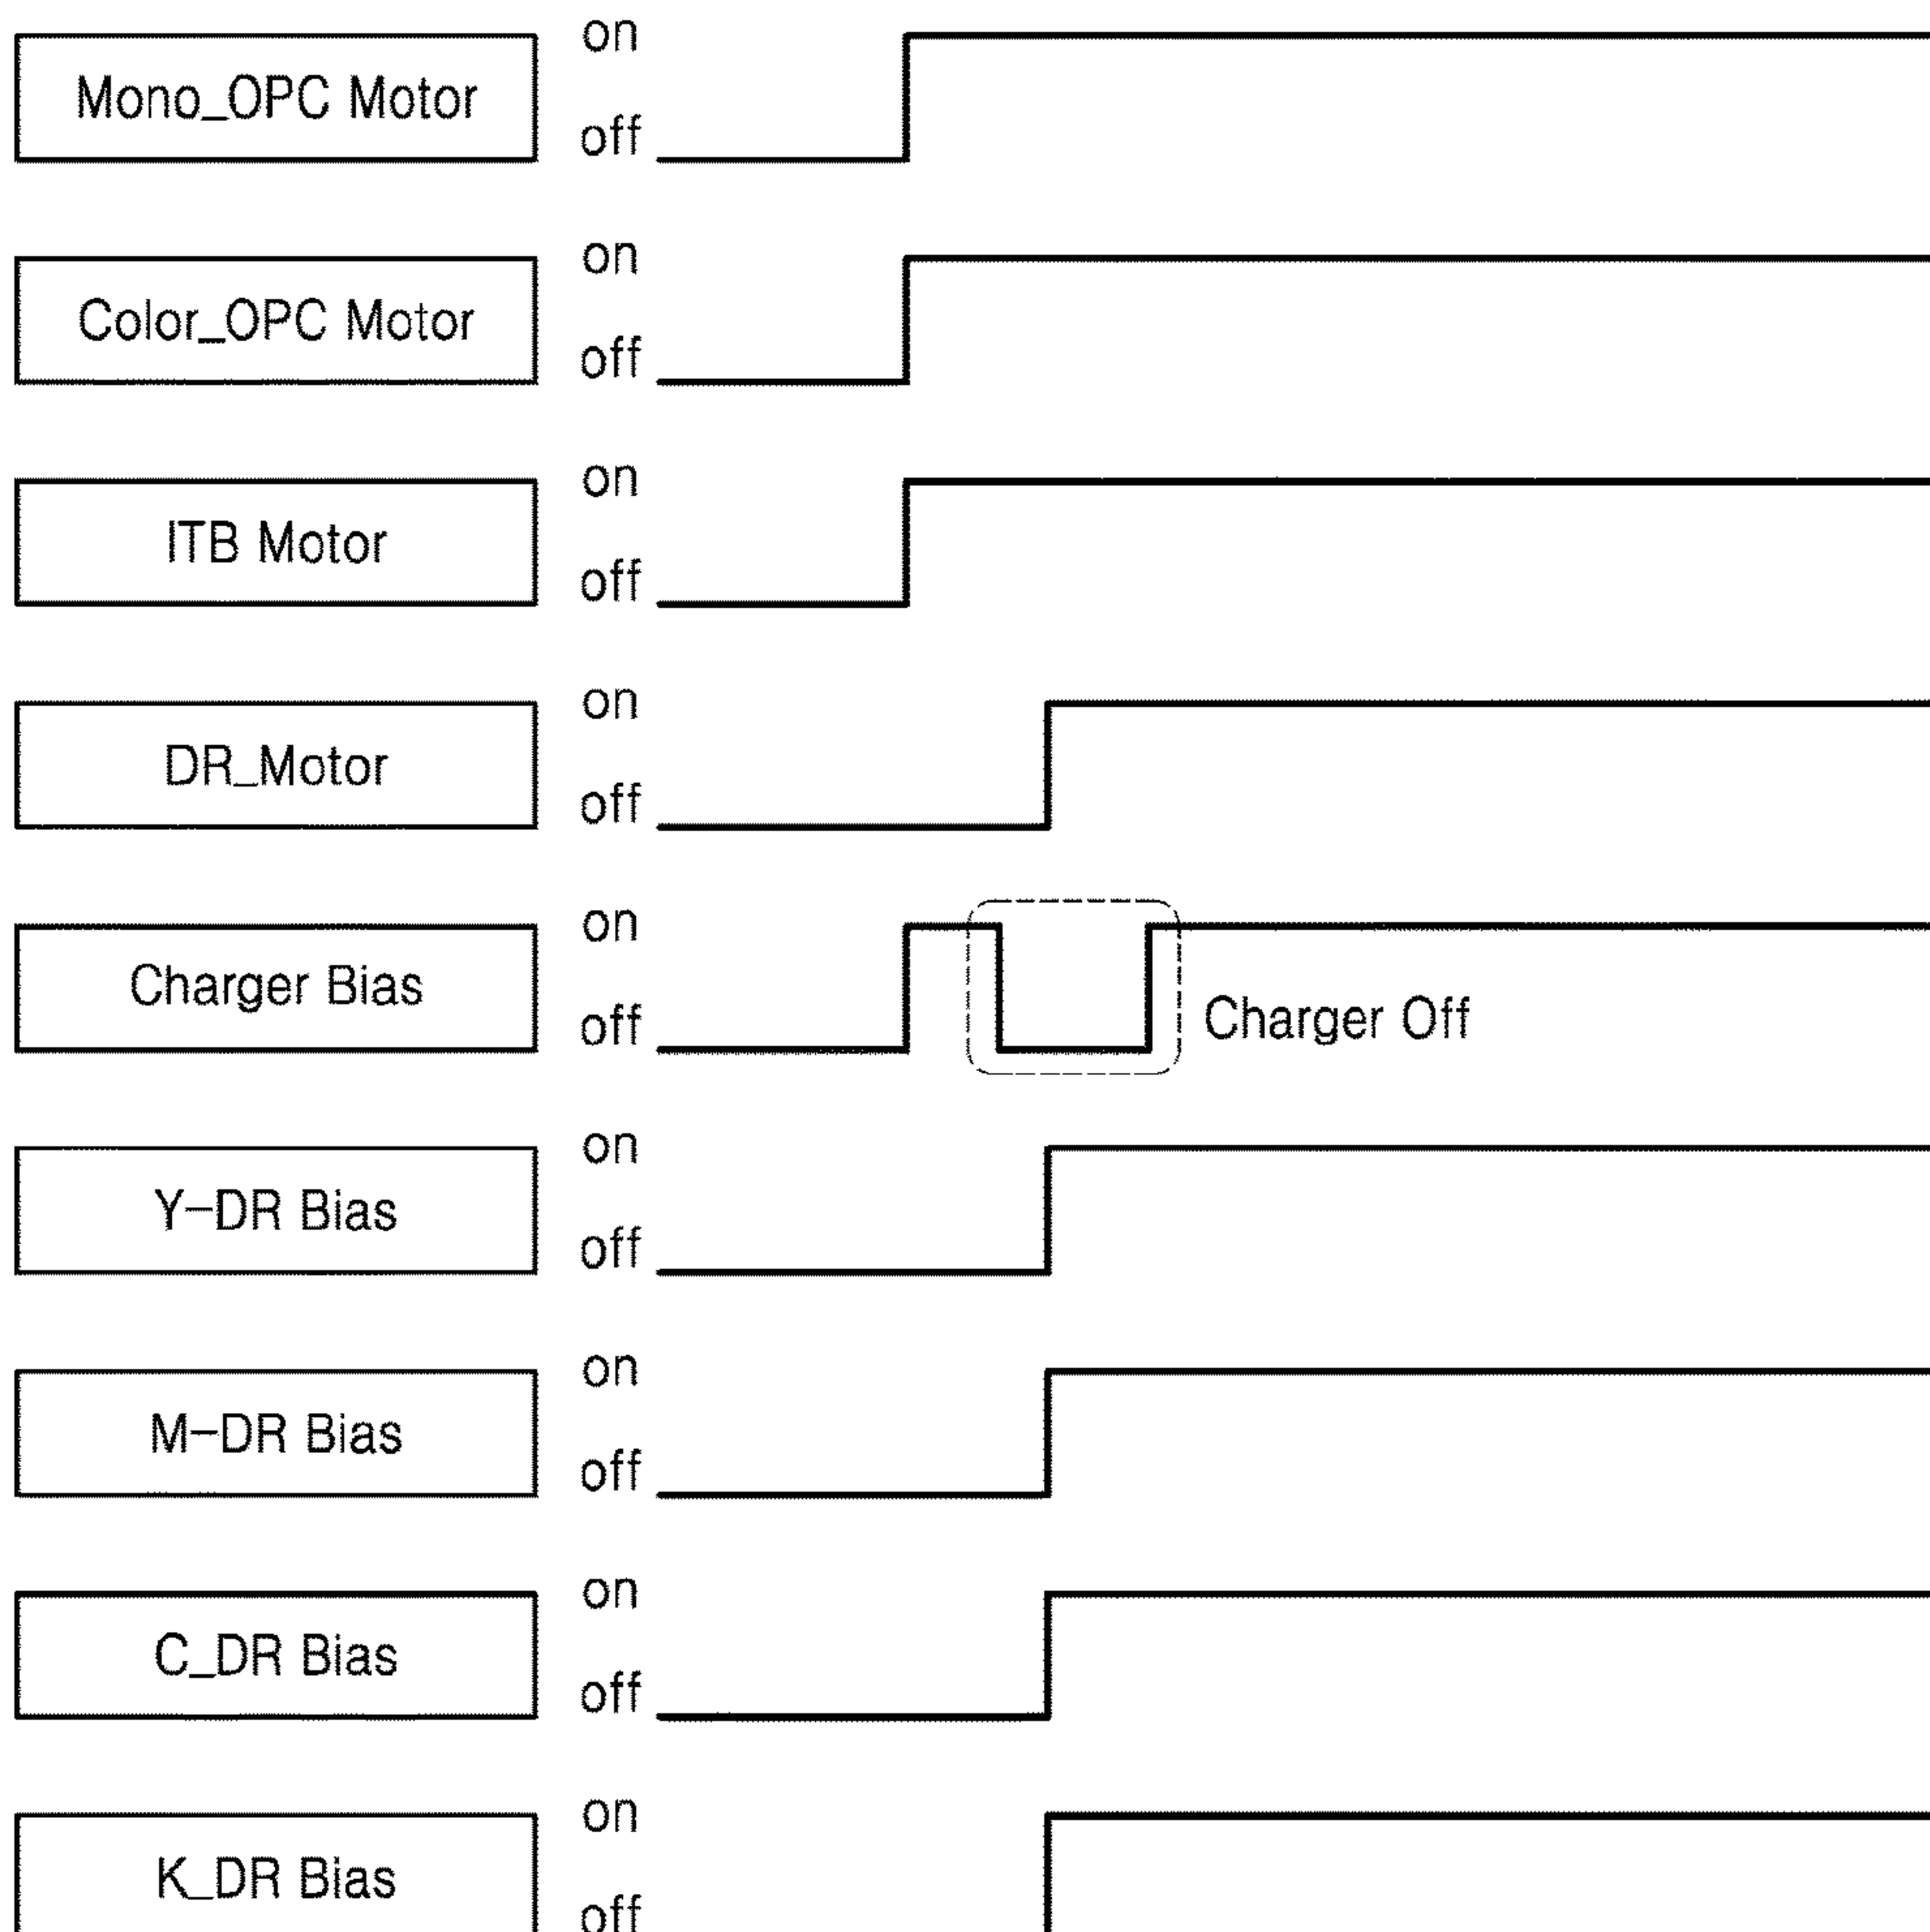 on
Mono_OPC Motor
off
on
Color_OPC Motor
off
on
ITB Motor
off
on
DR_Motor
off
on
Charger Bias
off
Charger Off
on
Y-DR Bias
off
on
M-DR Bias
off
on
C_DR Bias
off
on
K_DR Bias
off